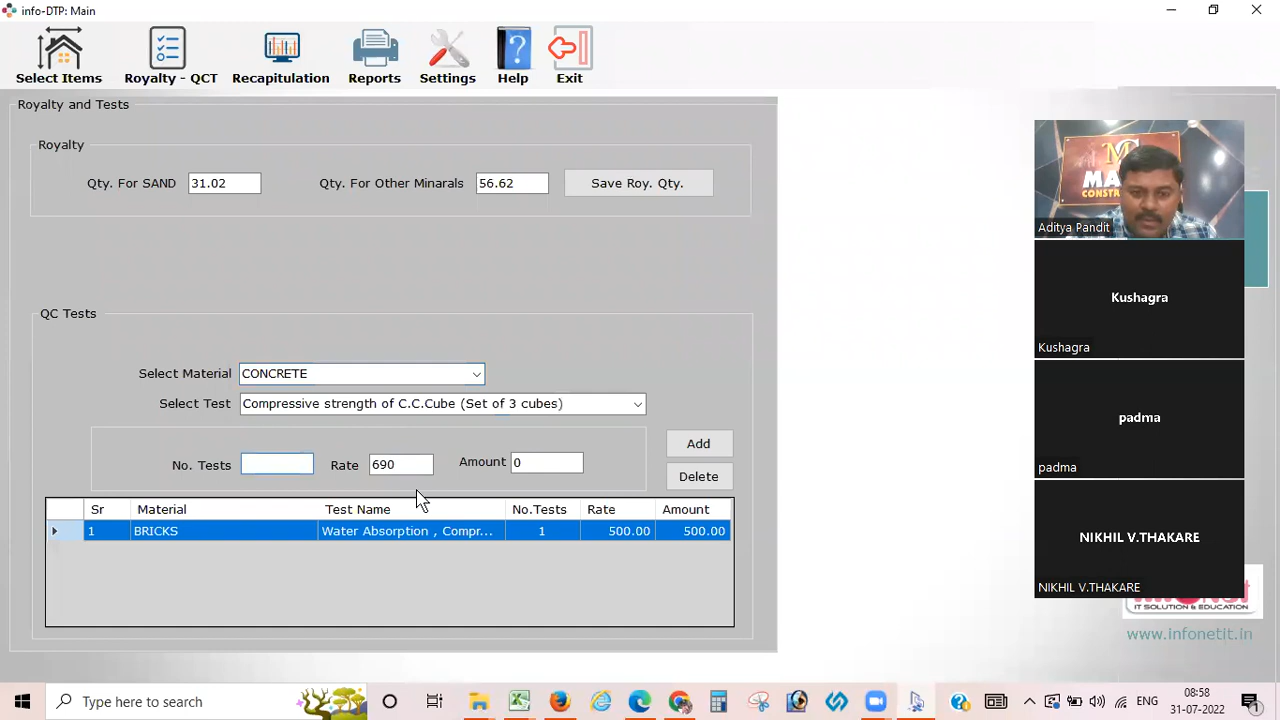 info-DTP: Main
Select Items
Royalty - QCT
Recapitulation
Reports
Settings
Help
Exit
Royalty and Tests
Royalty
Qty. For SAND 31.02
Qty. For Other Minarals 56.62
Save Roy. Qty.
QC Tests
Select Material CONCRETE
Select Test Compressive strength of C.C.Cube (Set of 3 cubes)
No. Tests
Rate 690
Amount 0
Add
Delete
Sr Material Test Name No.Tests Rate Amount
1 BRICKS Water Absorption , Compr... 1 500.00 500.00
Aditya Pandit
Kushagra
Kushagra
padma
padma
NIKHIL V.THAKARE
NIKHIL V.THAKARE
IT SOLUTION & EDUCATION
www.infonetit.in
Type here to search
ENG
08:58
31-07-2022